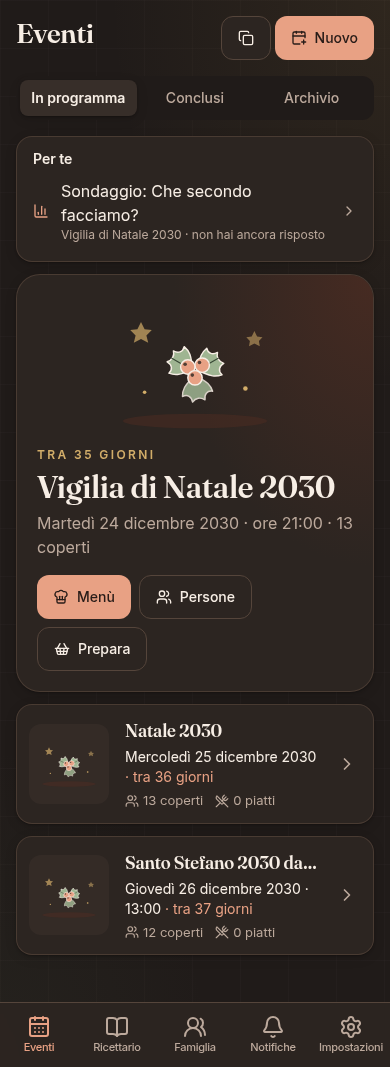 Eventi
Nuovo
In programma
Conclusi
Archivio
Per te
Sondaggio: Che secondo
facciamo?
Vigilia di Natale 2030 · non hai ancora risposto
TRA 35 GIORNI
Vigilia di Natale 2030
Martedì 24 dicembre 2030 · ore 21:00 · 13
coperti
Menù
Persone
Prepara
Natale 2030
Mercoledì 25 dicembre 2030
· tra 36 giorni
13 coperti
0 piatti
Santo Stefano 2030 da...
Giovedì 26 dicembre 2030 ·
13:00 · tra 37 giorni
12 coperti
0 piatti
Eventi
Ricettario
Famiglia
Notifiche
Impostazioni